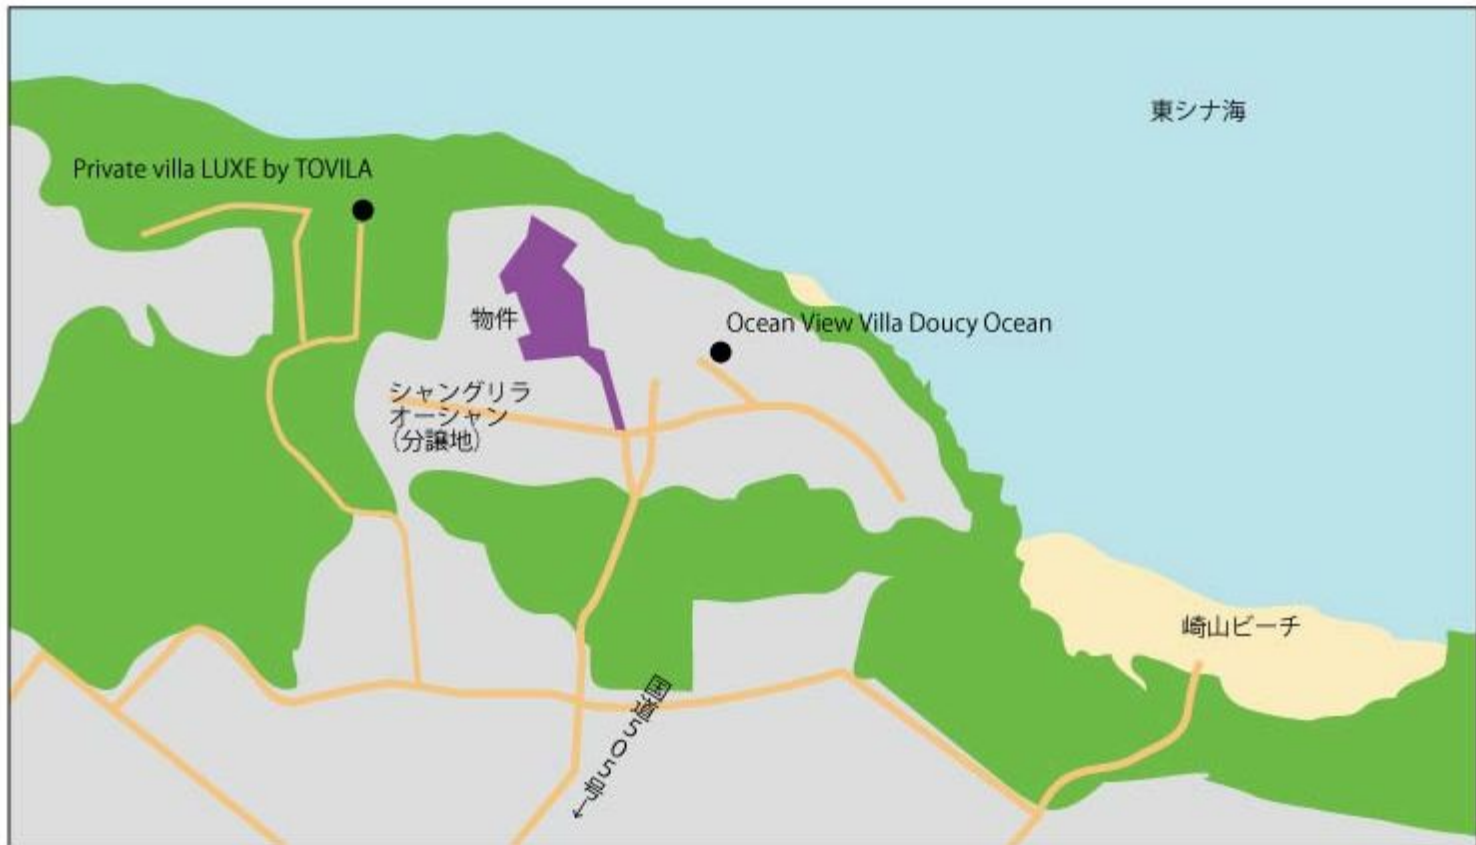 東シナ海
Private villa LUXE by TOVILA
物件
Ocean View Villa Doucy Ocean
シャングリラ
オーシャン
（分譲地）
崎山ビーチ
国道505号→